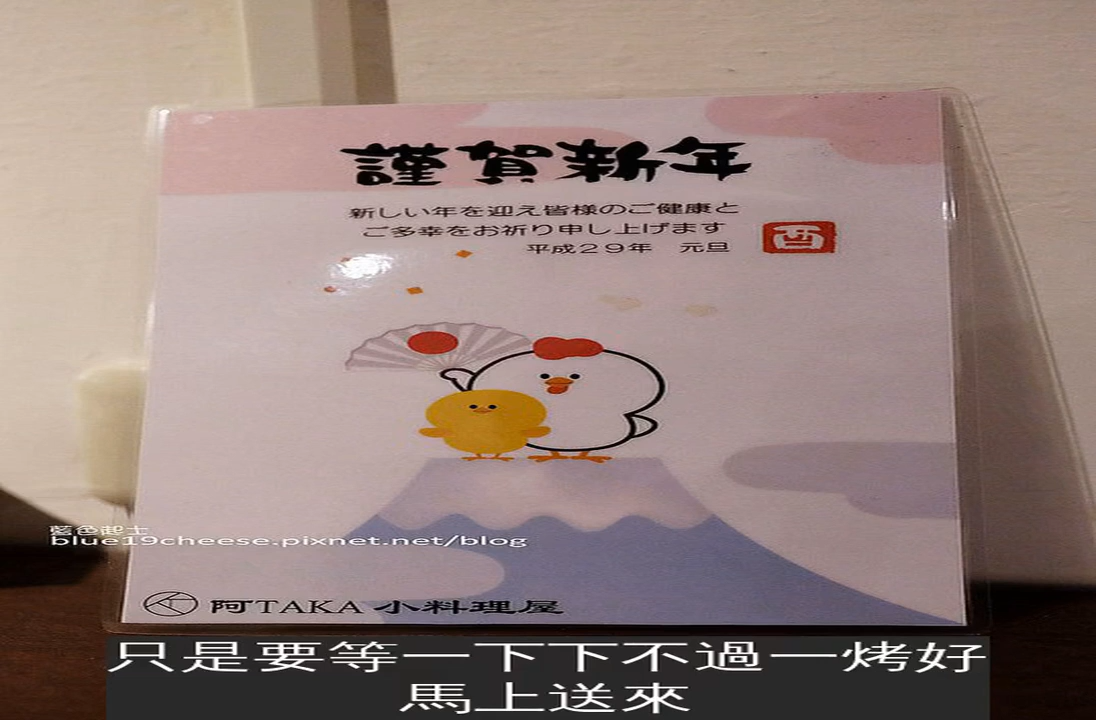 謹賀新年
新しい年を迎え皆様のご健康と
ご多幸をお祈り申し上げます
平成29年 元旦
酉
藍色起士
blue19cheese.pixnet.net/blog
阿TAKA 小料理屋
只是要等一下下不過一烤好
馬上送來